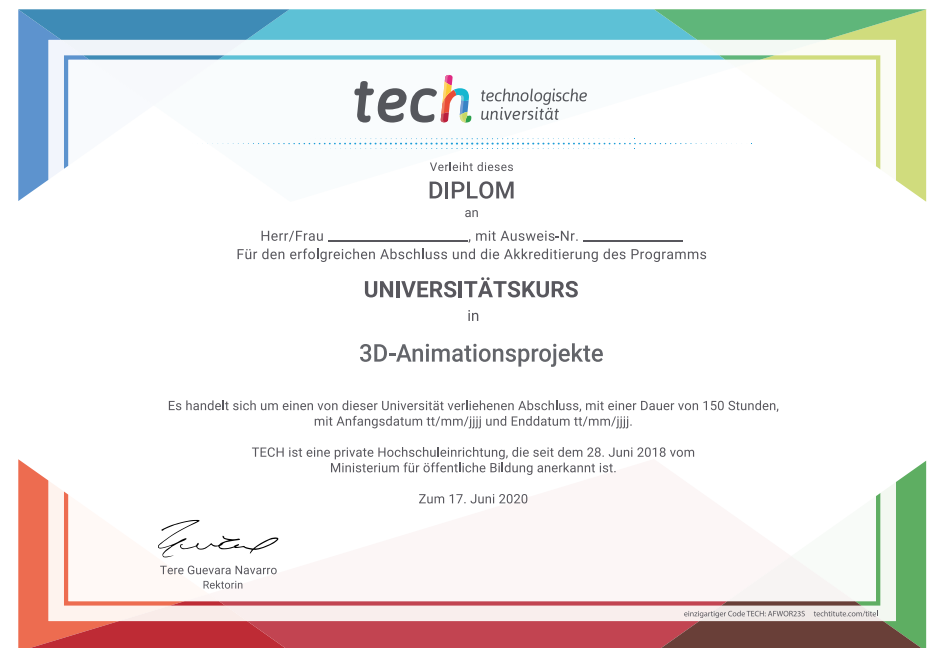 tech technologische
universität
Verleiht dieses
DIPLOM
an
Herr/Frau ____________________, mit Ausweis-Nr. ______________
Für den erfolgreichen Abschluss und die Akkreditierung des Programms
UNIVERSITÄTSKURS
in
3D-Animationsprojekte
Es handelt sich um einen von dieser Universität verliehenen Abschluss, mit einer Dauer von 150 Stunden,
mit Anfangsdatum tt/mm/jjjj und Enddatum tt/mm/jjjj.
TECH ist eine private Hochschuleinrichtung, die seit dem 28. Juni 2018 vom
Ministerium für öffentliche Bildung anerkannt ist.
Zum 17. Juni 2020
Tere Guevara Navarro
Rektorin
einzigartiger Code TECH: AFWOR23S techtitute.com/titel